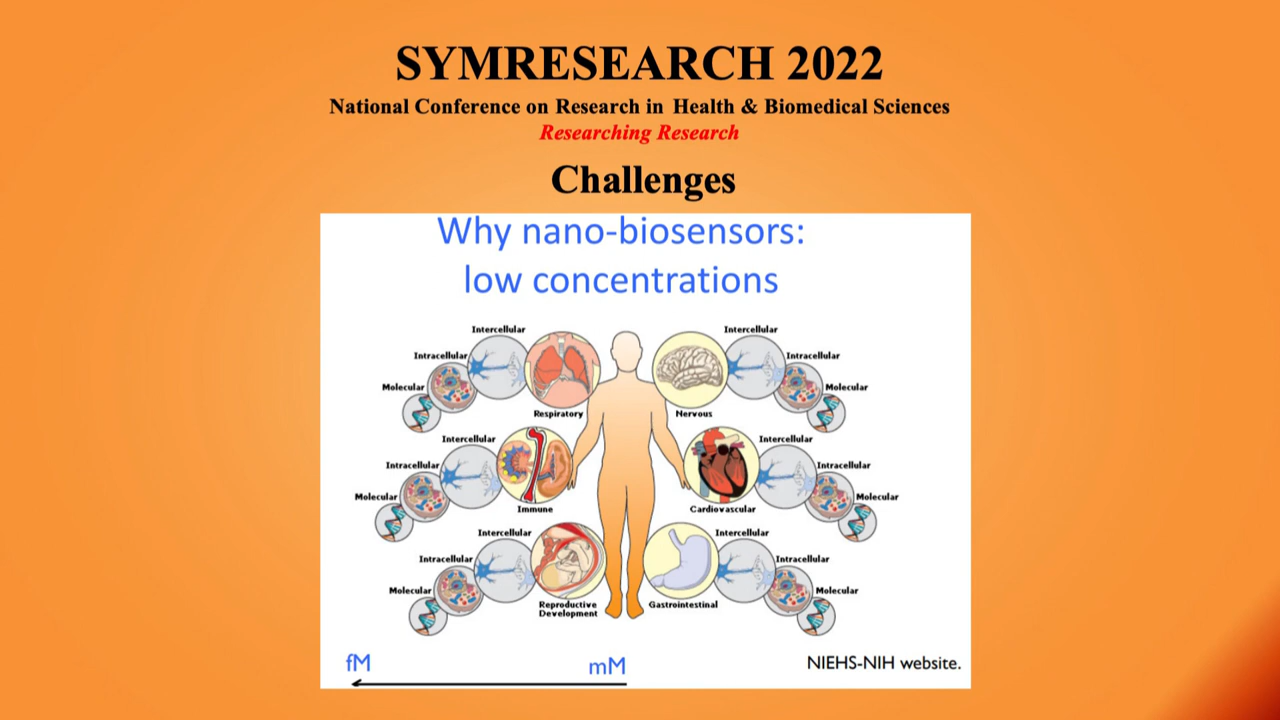 SYMRESEARCH 2022
National Conference on Research in Health & Biomedical Sciences
Researching Research
Challenges
Why nano-biosensors:
low concentrations
Intercellular
Intracellular
Molecular
Respiratory
Intercellular
Intracellular
Molecular
Nervous
Intercellular
Intracellular
Molecular
Immune
Intercellular
Intracellular
Molecular
Cardiovascular
Intercellular
Intracellular
Molecular
Reproductive
Development
Intercellular
Intracellular
Molecular
Gastrointestinal
fM
mM
NIEHS-NIH website.